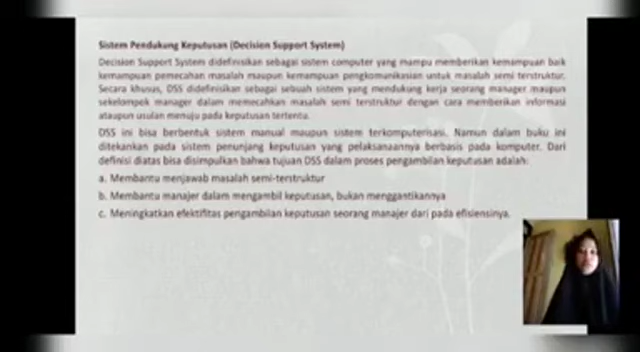 Sistem Pendukung Keputusan (Decision Support System)
Decision Support System didefinisikan sebagai sistem computer yang mampu memberikan kemampuan baik
kemampuan pemecahan masalah maupun kemampuan pengkomunikasian untuk masalah semi terstruktur.
Secara khusus, DSS didefinisikan sebagai sebuah sistem yang mendukung kerja seorang manager maupun
sekelompok manager dalam memecahkan masalah semi terstruktur dengan cara memberikan informasi
ataupun usulan menuju pada keputusan tertentu.
DSS ini bisa berbentuk sistem manual maupun sistem terkomputerisasi. Namun dalam buku ini
ditekankan pada sistem penunjang keputusan yang pelaksanaannya berbasis pada komputer. Dari
definisi diatas bisa disimpulkan bahwa tujuan DSS dalam proses pengambilan keputusan adalah:
a. Membantu menjawab masalah semi-terstruktur
b. Membantu manajer dalam mengambil keputusan, bukan menggantikannya
c. Meningkatkan efektifitas pengambilan keputusan seorang manajer dari pada efisiensinya.